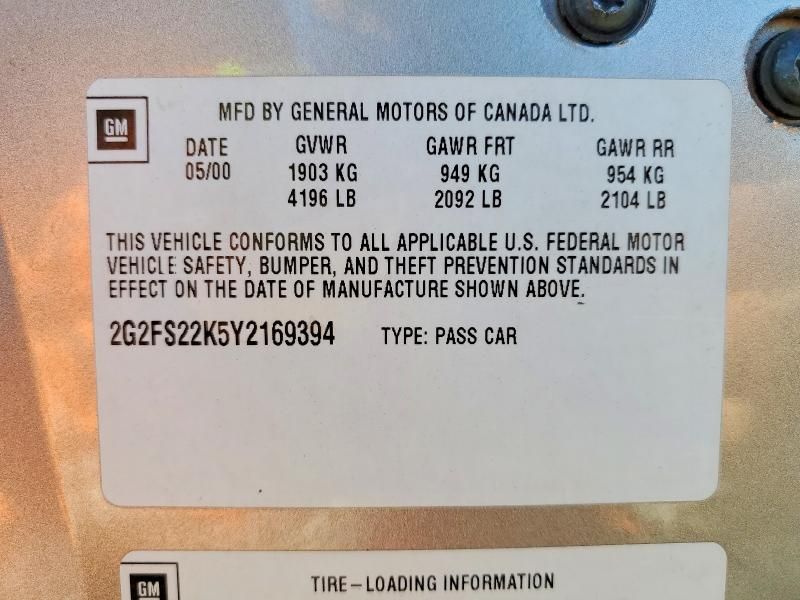 GM
MFD BY GENERAL MOTORS OF CANADA LTD.
DATE GVWR GAWR FRT GAWR RR
05/00 1903 KG 949 KG 954 KG
4196 LB 2092 LB 2104 LB
THIS VEHICLE CONFORMS TO ALL APPLICABLE U.S. FEDERAL MOTOR
VEHICLE SAFETY, BUMPER, AND THEFT PREVENTION STANDARDS IN
EFFECT ON THE DATE OF MANUFACTURE SHOWN ABOVE.
2G2FS22K5Y2169394 TYPE: PASS CAR
GM
TIRE-LOADING INFORMATION